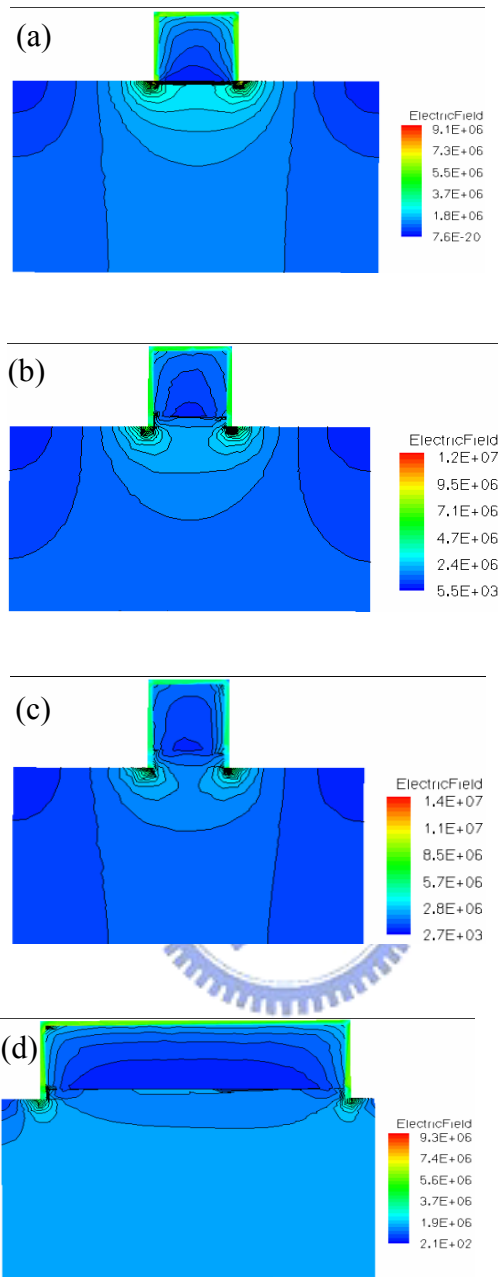 (a)
ElectricField
9.1E+06
7.3E+06
5.5E+06
3.7E+06
1.8E+06
7.6E-20
(b)
ElectricField
1.2E+07
9.5E+06
7.1E+06
4.7E+06
2.4E+06
5.5E+03
(c)
ElectricField
1.4E+07
1.1E+07
8.5E+06
5.7E+06
2.8E+06
2.7E+03
(d)
ElectricField
9.3E+06
7.4E+06
5.6E+06
3.7E+06
1.9E+06
2.1E+02